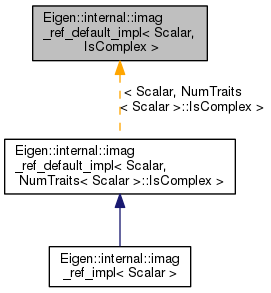 Eigen::internal::imag
_ref_default_impl< Scalar,
IsComplex >
< Scalar, NumTraits
< Scalar >::IsComplex >
Eigen::internal::imag
_ref_default_impl< Scalar,
NumTraits< Scalar >::IsComplex >
Eigen::internal::imag
_ref_impl< Scalar >